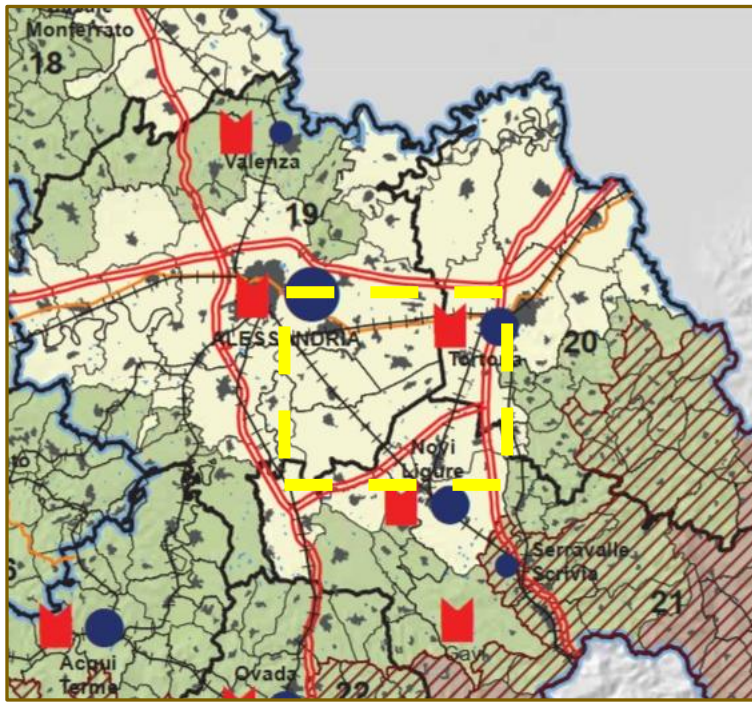 Monferrato
18
Valenza
19
ALESSANDRIA
Tortona
20
Novi
Ligure
Serravalle
Scrivia
21
Gavi
Acqui
Terme
Ovada
22